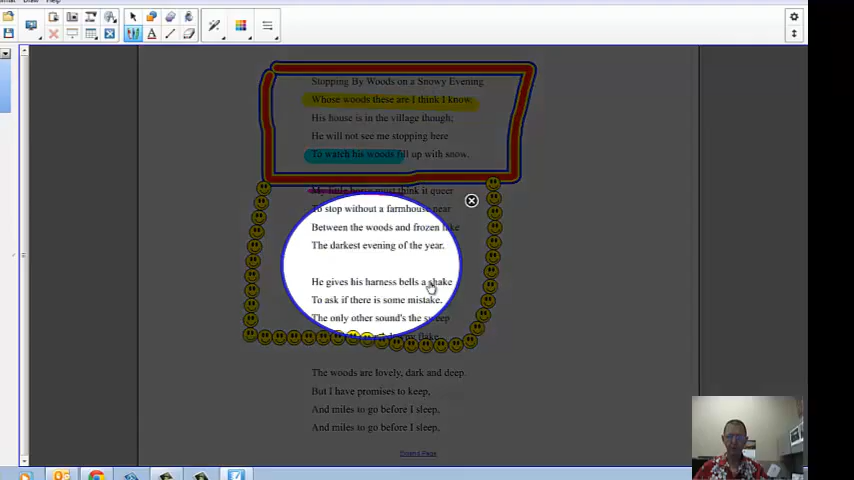 Stopping By Woods on a Snowy Evening
Whose woods these are I think I know.
His house is in the village though;
He will not see me stopping here
To watch his woods fill up with snow.
My little horse must think it queer
To stop without a farmhouse near
Between the woods and frozen lake
The darkest evening of the year.
He gives his harness bells a shake
To ask if there is some mistake.
The only other sound's the sweep
flake
The woods are lovely, dark and deep.
But I have promises to keep,
And miles to go before I sleep,
And miles to go before I sleep,